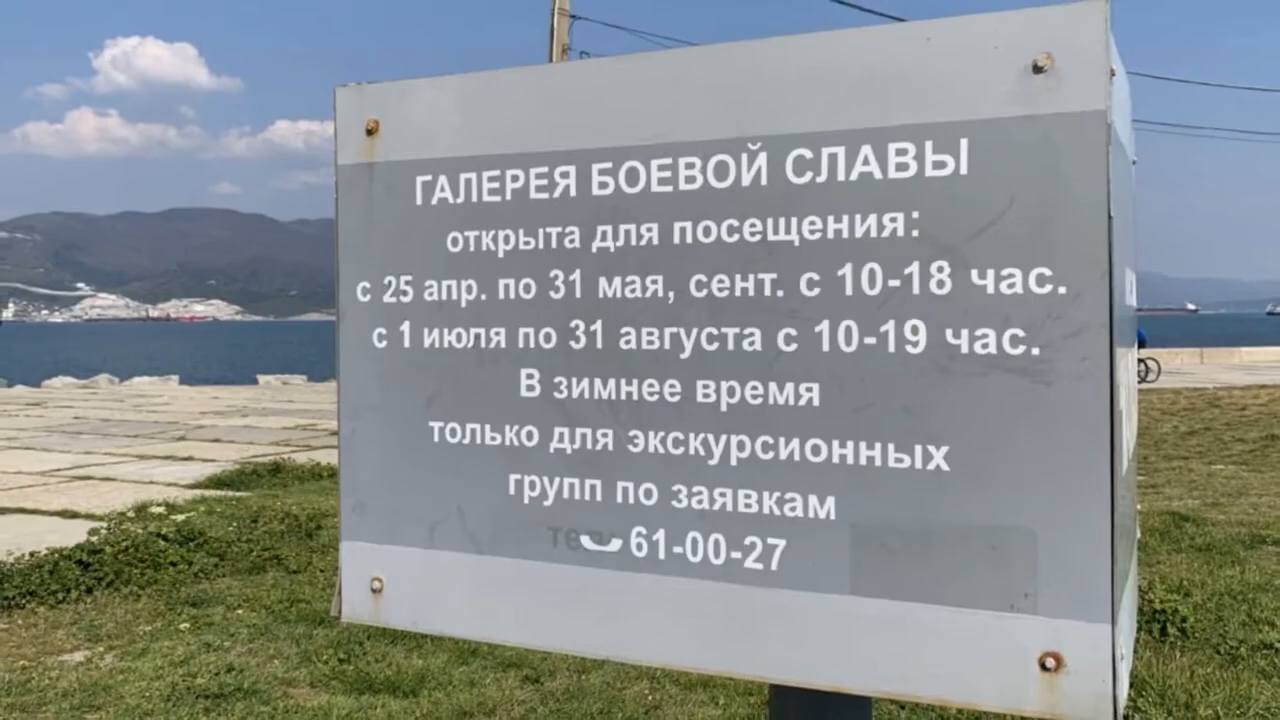 ГАЛЕРЕЯ БОЕВОЙ СЛАВЫ
открыта для посещения:
с 25 апр. по 31 мая, сент. с 10-18 час.
с 1 июля по 31 августа с 10-19 час.
В зимнее время
только для экскурсионных
групп по заявкам
61-00-27